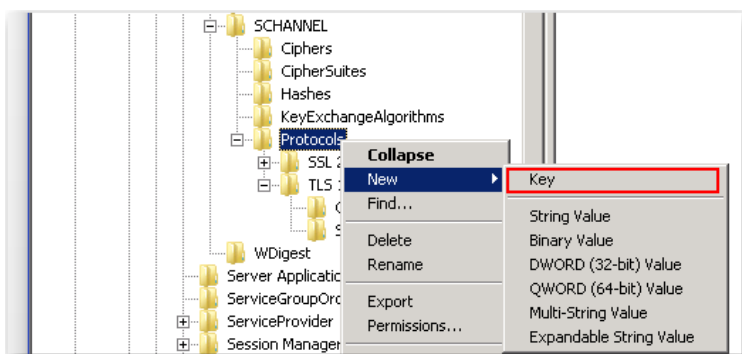 SCHANNEL
Ciphers
CipherSuites
Hashes
KeyExchangeAlgorithms
Protocols
SSL 2
TLS
WDigest
Server Applicatio
ServiceGroupOrd
ServiceProvider
Session Manager
Collapse
New
Find...
Delete
Rename
Export
Permissions...
Key
String Value
Binary Value
DWORD (32-bit) Value
QWORD (64-bit) Value
Multi-String Value
Expandable String Value